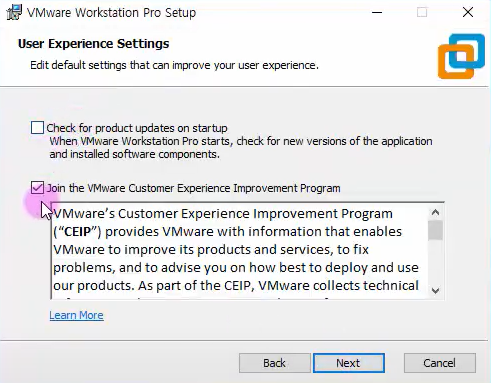 VMware Workstation Pro Setup
User Experience Settings
Edit default settings that can improve your user experience.
Check for product updates on startup
When VMware Workstation Pro starts, check for new versions of the application
and installed software components.
Join the VMware Customer Experience Improvement Program
VMware's Customer Experience Improvement Program
("CEIP") provides VMware with information that enables
VMware to improve its products and services, to fix
problems, and to advise you on how best to deploy and use
our products. As part of the CEIP, VMware collects technical
Learn More
Back
Next
Cancel